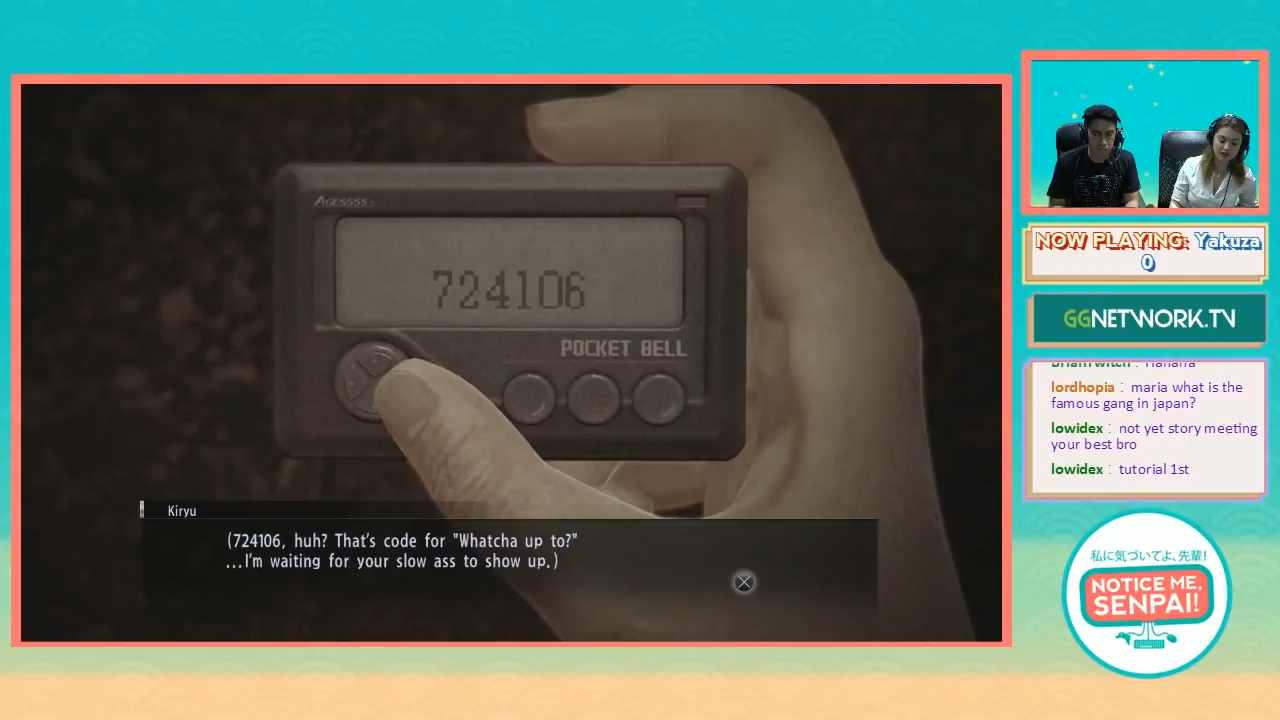 AGES555
724106
POCKET BELL
Kiryu
(724106, huh? That's code for "Whatcha up to?"
...I'm waiting for your slow ass to show up.)
NOW PLAYING: Yakuza
0
GGNETWORK.TV
lordhopia : maria what is the
famous gang in japan?
lowidex : not yet story meeting
your best bro
lowidex : tutorial 1st
私に気づいてよ、先輩!
NOTICE ME,
SENPAI!